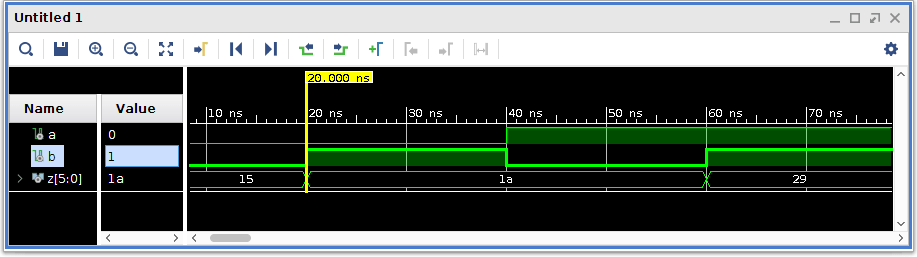 Untitled 1
20.000 ns
Name Value
10 ns 20 ns 30 ns 40 ns 50 ns 60 ns 70 ns
a 0
b 1
z[5:0] 1a 15 1a 29